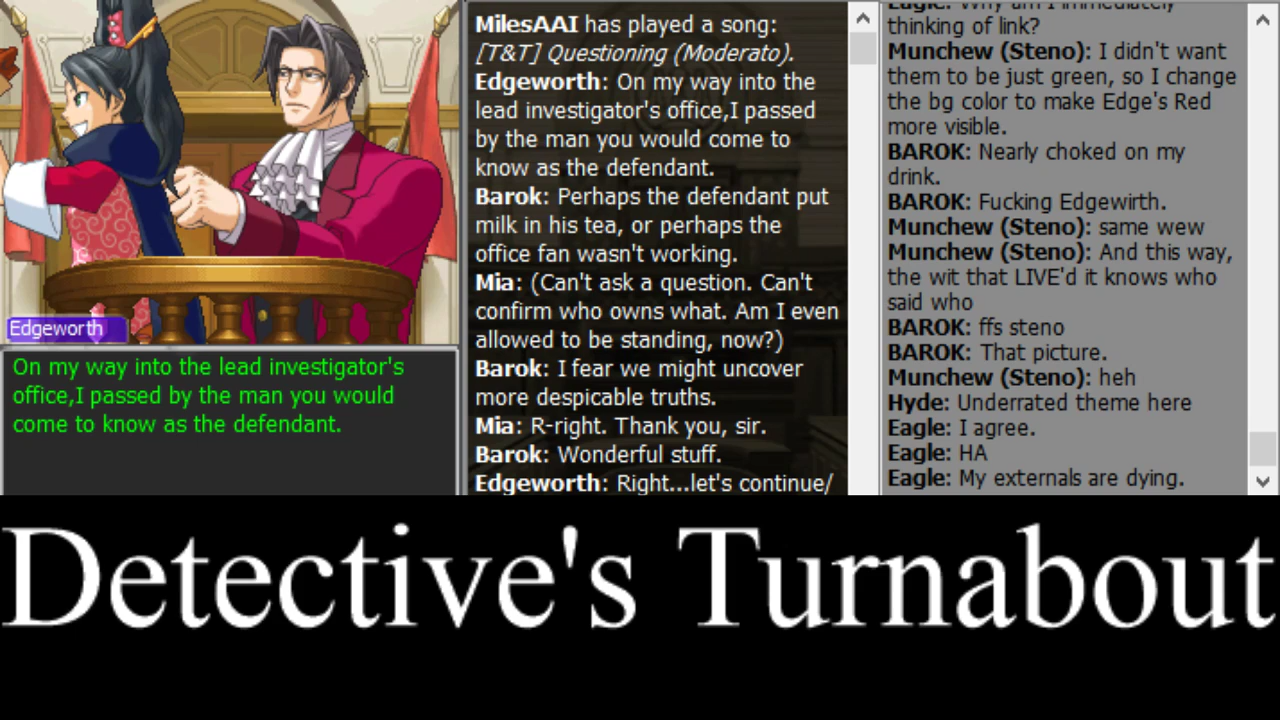 Edgeworth
On my way into the lead investigator's
office,I passed by the man you would
come to know as the defendant.
MilesAAI has played a song:
[T&T] Questioning (Moderato).
Edgeworth: On my way into the
lead investigator's office,I passed
by the man you would come to
know as the defendant.
Barok: Perhaps the defendant put
milk in his tea, or perhaps the
office fan wasn't working.
Mia: (Can't ask a question. Can't
confirm who owns what. Am I even
allowed to be standing, now?)
Barok: I fear we might uncover
more despicable truths.
Mia: R-right. Thank you, sir.
Barok: Wonderful stuff.
Edgeworth: Right...let's continue/
Eagle: Why am I immediately
thinking of link?
Munchew (Steno): I didn't want
them to be just green, so I change
the bg color to make Edge's Red
more visible.
BAROK: Nearly choked on my
drink.
BAROK: Fucking Edgewirth.
Munchew (Steno): same wew
Munchew (Steno): And this way,
the wit that LIVE'd it knows who
said who
BAROK: ffs steno
BAROK: That picture.
Munchew (Steno): heh
Hyde: Underrated theme here
Eagle: I agree.
Eagle: HA
Eagle: My externals are dying.
Detective's Turnabout